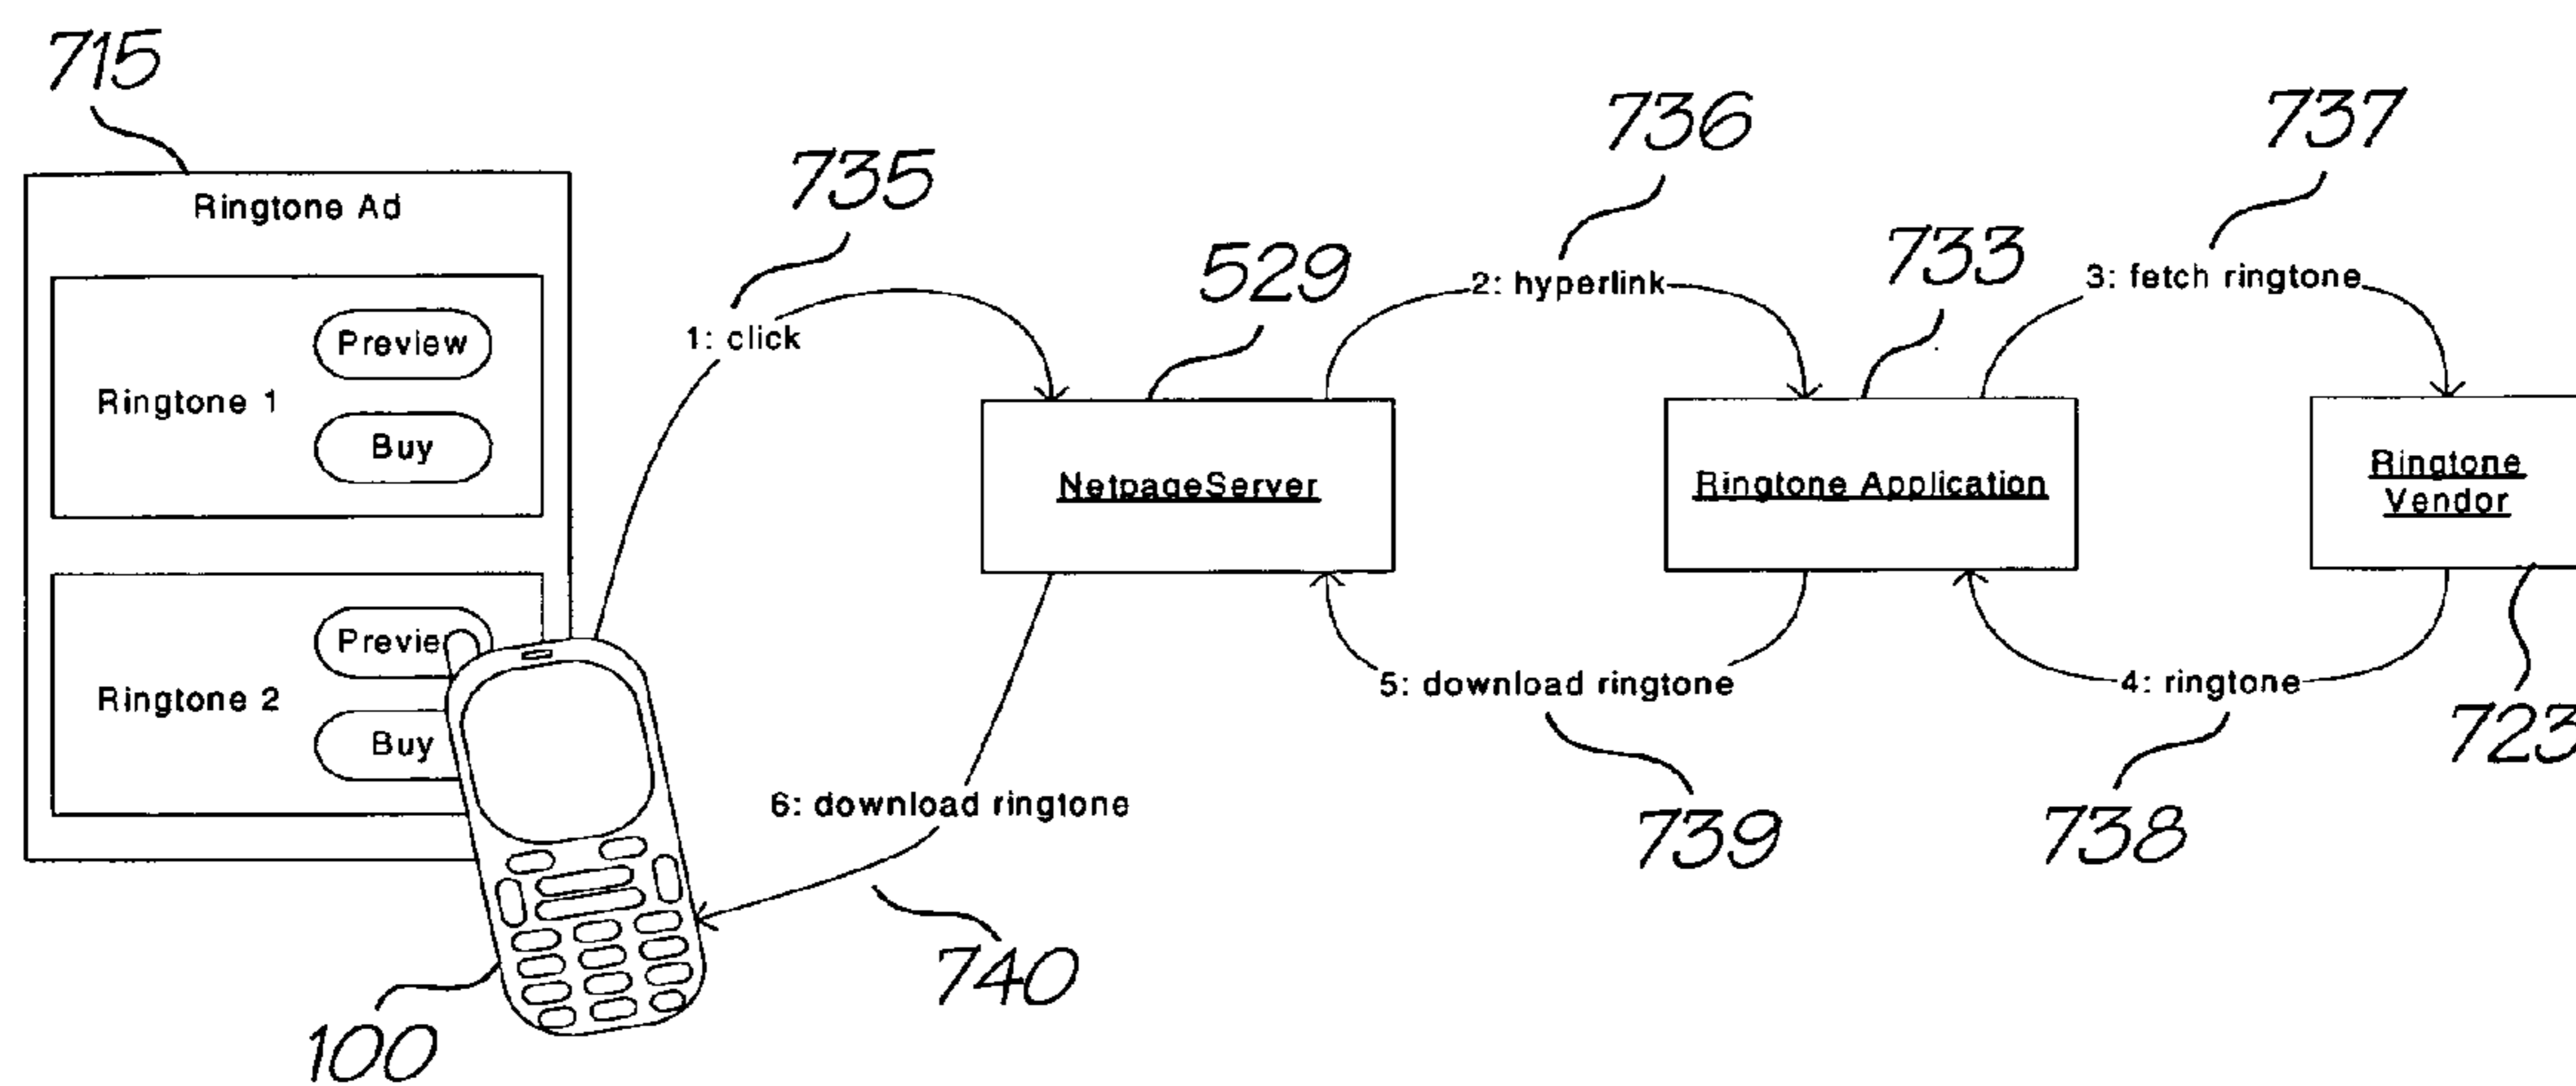 715
Ringtone Ad
Ringtone 1
Preview
Buy
Ringtone 2
Previe
Buy
100
735
1: click
529
NetpageServer
736
2: hyperlink
733
Ringtone Application
737
3: fetch ringtone
Ringtone
Vendor
723
4: ringtone
738
5: download ringtone
739
6: download ringtone
740